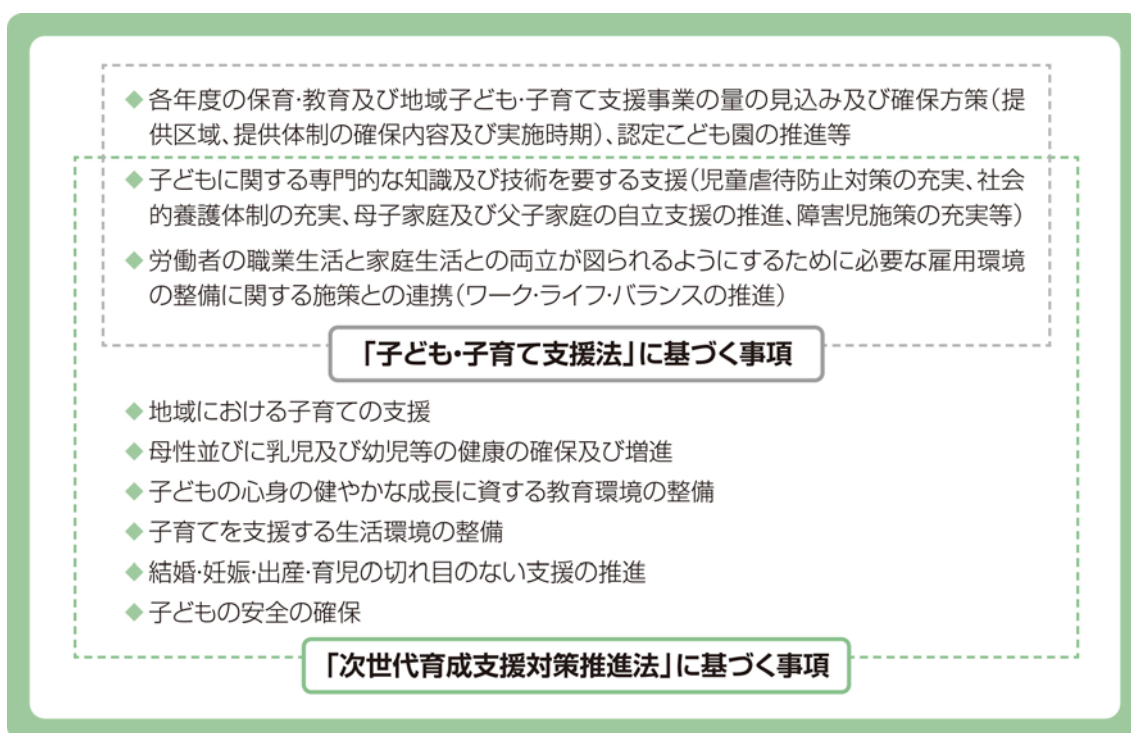 ◆各年度の保育･教育及び地域子ども･子育て支援事業の量の見込み及び確保方策(提
供区域、提供体制の確保内容及び実施時期)、認定こども園の推進等
◆子どもに関する専門的な知識及び技術を要する支援(児童虐待防止対策の充実、社会
的養護体制の充実、母子家庭及び父子家庭の自立支援の推進、障害児施策の充実等)
◆労働者の職業生活と家庭生活との両立が図られるようにするために必要な雇用環境
の整備に関する施策との連携(ワーク･ライフ･バランスの推進)
「子ども･子育て支援法」に基づく事項
◆地域における子育ての支援
◆母性並びに乳児及び幼児等の健康の確保及び増進
◆子どもの心身の健やかな成長に資する教育環境の整備
◆子育てを支援する生活環境の整備
◆結婚･妊娠･出産･育児の切れ目のない支援の推進
◆子どもの安全の確保
「次世代育成支援対策推進法」に基づく事項